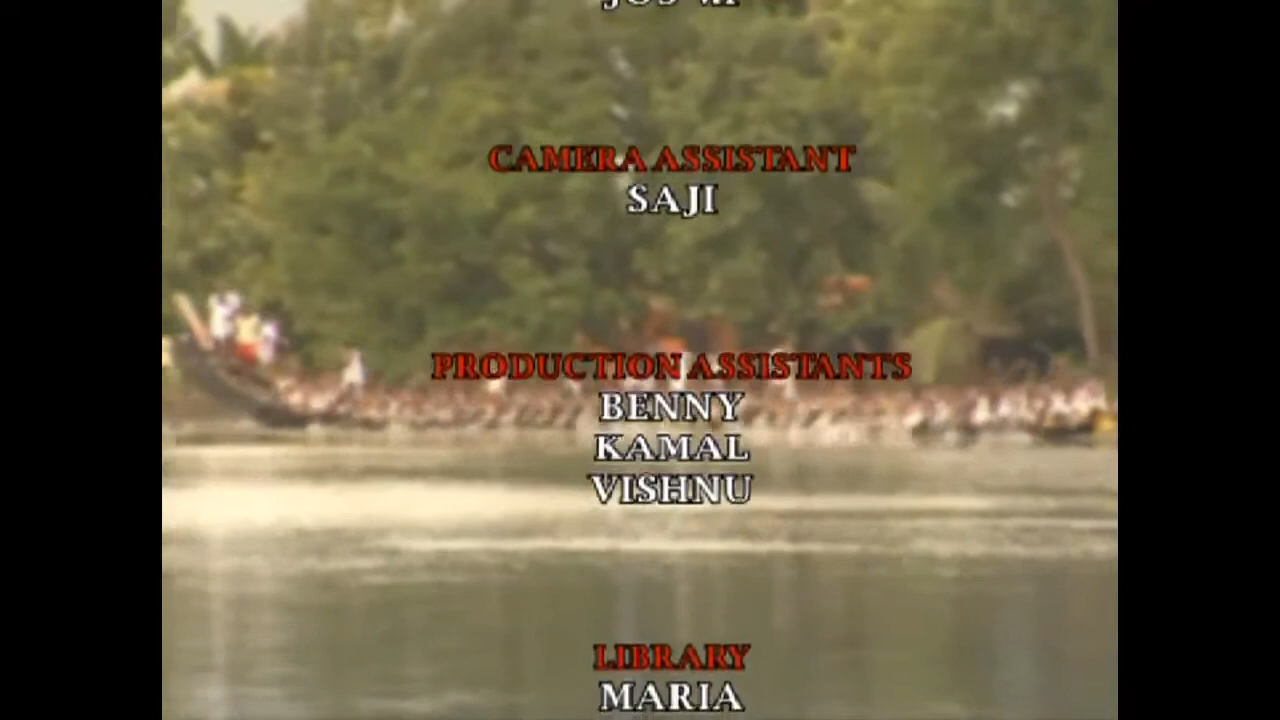 CAMERA ASSISTANT
SAJI
PRODUCTION ASSISTANTS
BENNY
KAMAL
VISHNU
LIBRARY
MARIA